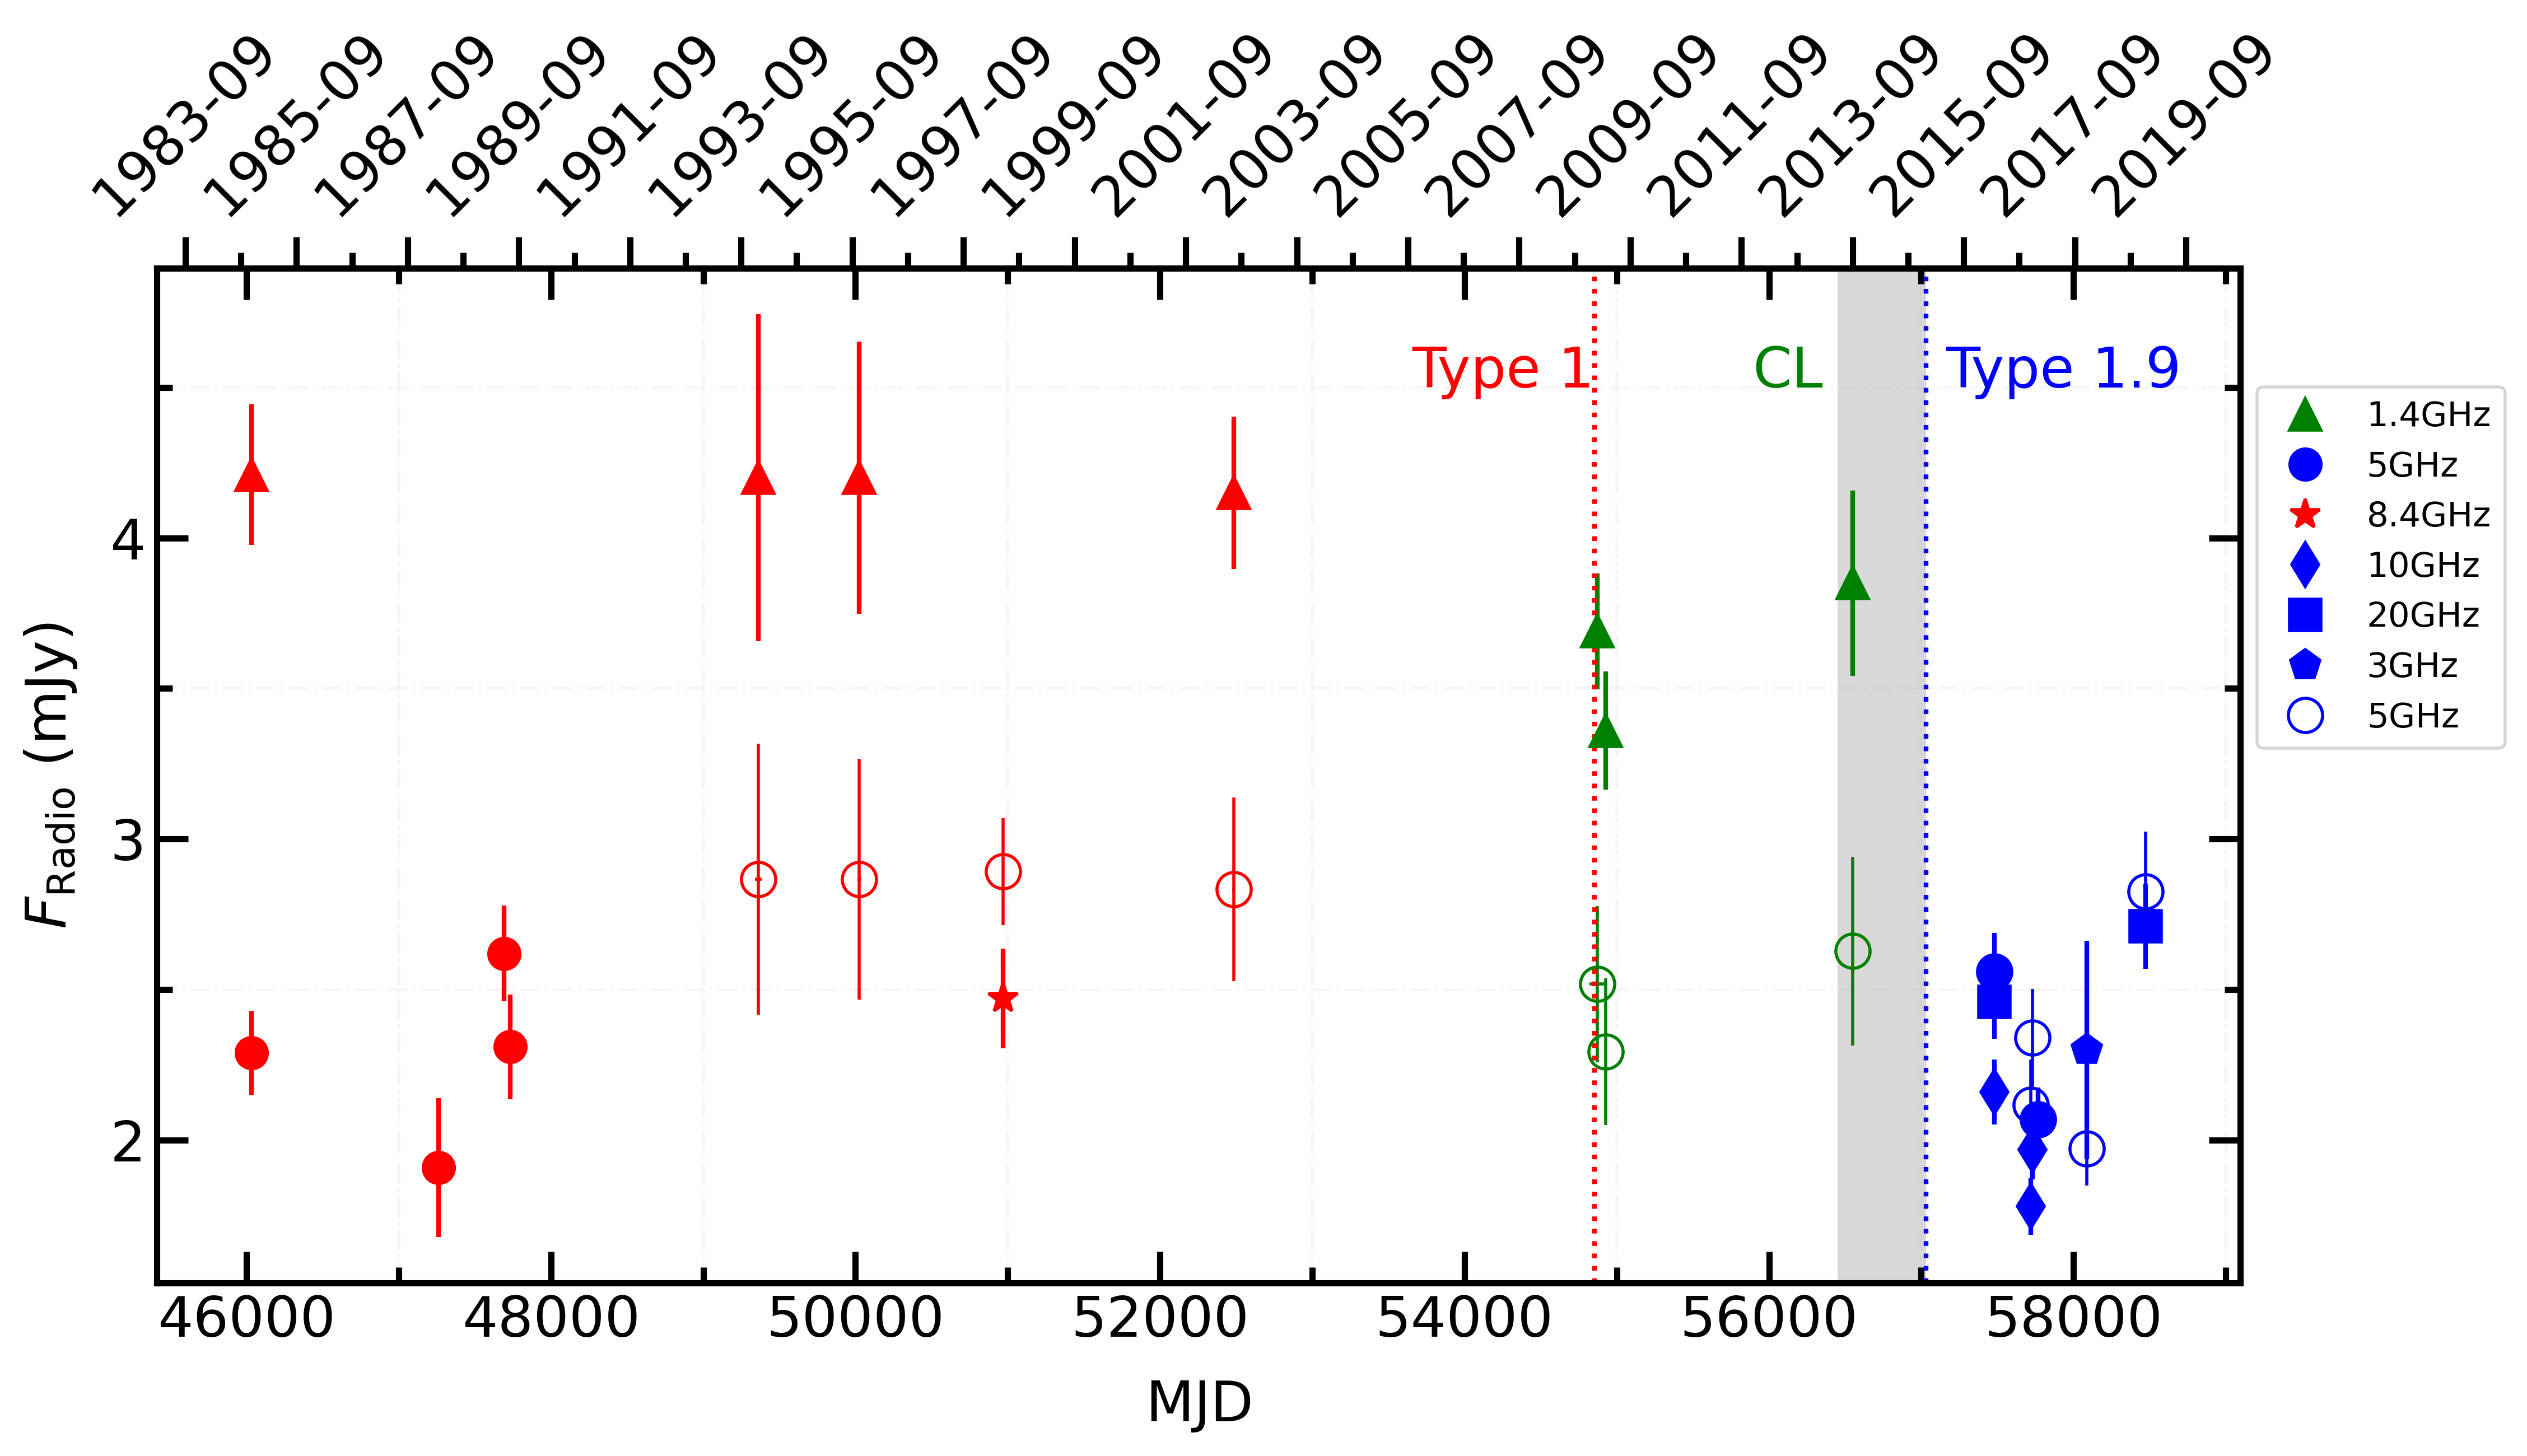 1983-09
1985-09
1987-09
1989-09
1991-09
1993-09
1995-09
1997-09
1999-09
2001-09
2003-09
2005-09
2007-09
2009-09
2011-09
2013-09
2015-09
2017-09
2019-09
Type 1
CL
Type 1.9
4
3
2
F_Radio (mJy)
1.4GHz
5GHz
8.4GHz
10GHz
20GHz
3GHz
5GHz
46000
48000
50000
52000
54000
56000
58000
MJD